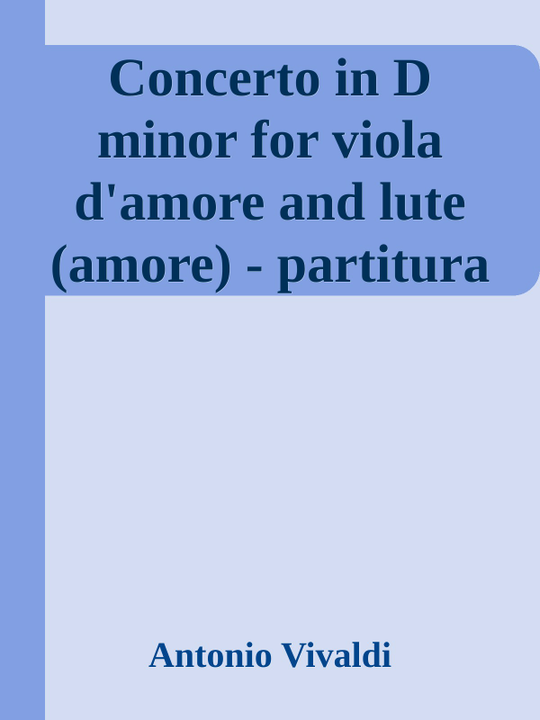 Concerto in D
minor for viola
d'amore and lute
(amore) - partitura
Antonio Vivaldi